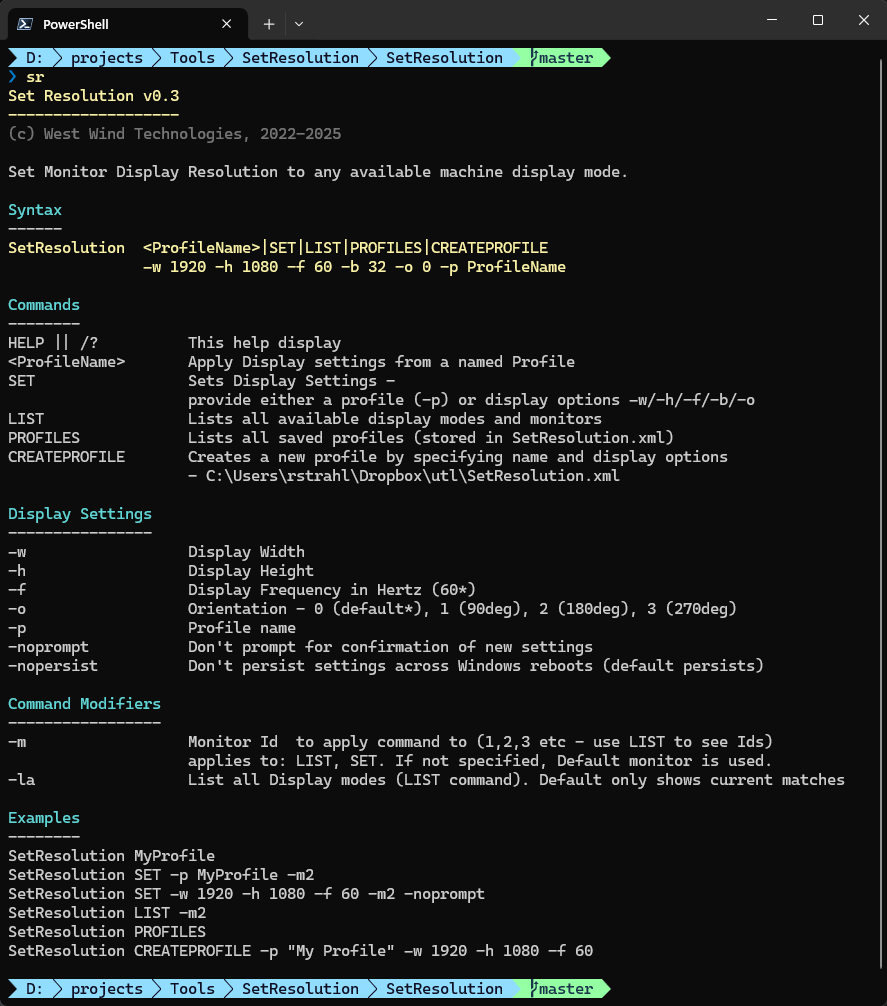 PowerShell
D: projects Tools SetResolution SetResolution master
❯ sr
Set Resolution v0.3
-------------------
(c) West Wind Technologies, 2022-2025
Set Monitor Display Resolution to any available machine display mode.
Syntax
------
SetResolution  <ProfileName>|SET|LIST|PROFILES|CREATEPROFILE
               -w 1920 -h 1080 -f 60 -b 32 -o 0 -p ProfileName
Commands
--------
HELP || /?          This help display
<ProfileName>       Apply Display settings from a named Profile
SET                 Sets Display Settings -
                    provide either a profile (-p) or display options -w/-h/-f/-b/-o
LIST                Lists all available display modes and monitors
PROFILES            Lists all saved profiles (stored in SetResolution.xml)
CREATEPROFILE       Creates a new profile by specifying name and display options
                    - C:\Users\rstrahl\Dropbox\utl\SetResolution.xml
Display Settings
----------------
-w                  Display Width
-h                  Display Height
-f                  Display Frequency in Hertz (60*)
-o                  Orientation - 0 (default*), 1 (90deg), 2 (180deg), 3 (270deg)
-p                  Profile name
-noprompt           Don't prompt for confirmation of new settings
-nopersist          Don't persist settings across Windows reboots (default persists)
Command Modifiers
-----------------
-m                  Monitor Id  to apply command to (1,2,3 etc - use LIST to see Ids)
                    applies to: LIST, SET. If not specified, Default monitor is used.
-la                 List all Display modes (LIST command). Default only shows current matches
Examples
--------
SetResolution MyProfile
SetResolution SET -p MyProfile -m2
SetResolution SET -w 1920 -h 1080 -f 60 -m2 -noprompt
SetResolution LIST -m2
SetResolution PROFILES
SetResolution CREATEPROFILE -p "My Profile" -w 1920 -h 1080 -f 60
D: projects Tools SetResolution SetResolution master